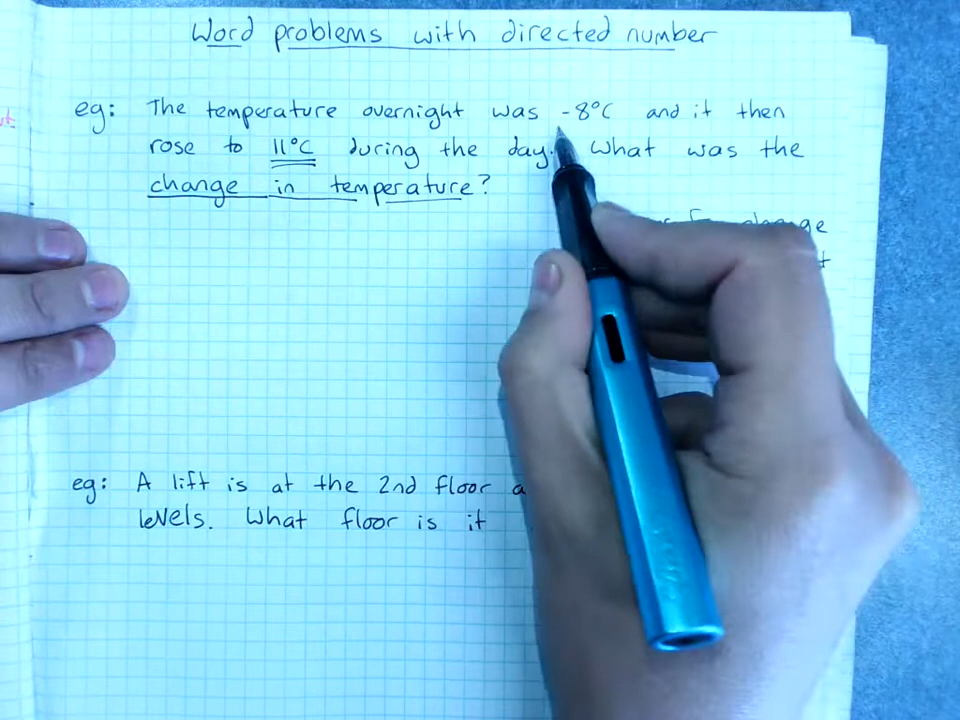 Word problems with directed number
eg: The temperature overnight was -8°C and it then
rose to 11°C during the day. What was the
change in temperature?
change
eg: A lift is at the 2nd floor
levels. What floor is it